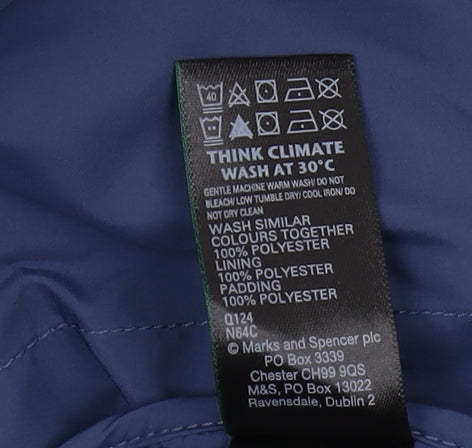 40
THINK CLIMATE
WASH AT 30°C
GENTLE MACHINE WARM WASH/ DO NOT
BLEACH/ LOW TUMBLE DRY/ COOL IRON/ DO
NOT DRY CLEAN
WASH SIMILAR
COLOURS TOGETHER
100% POLYESTER
LINING
100% POLYESTER
PADDING
100% POLYESTER
Q124
N64C
© Marks and Spencer plc
PO Box 3339
Chester CH99 9QS
M&S, PO Box 13022
Ravensdale, Dublin 2